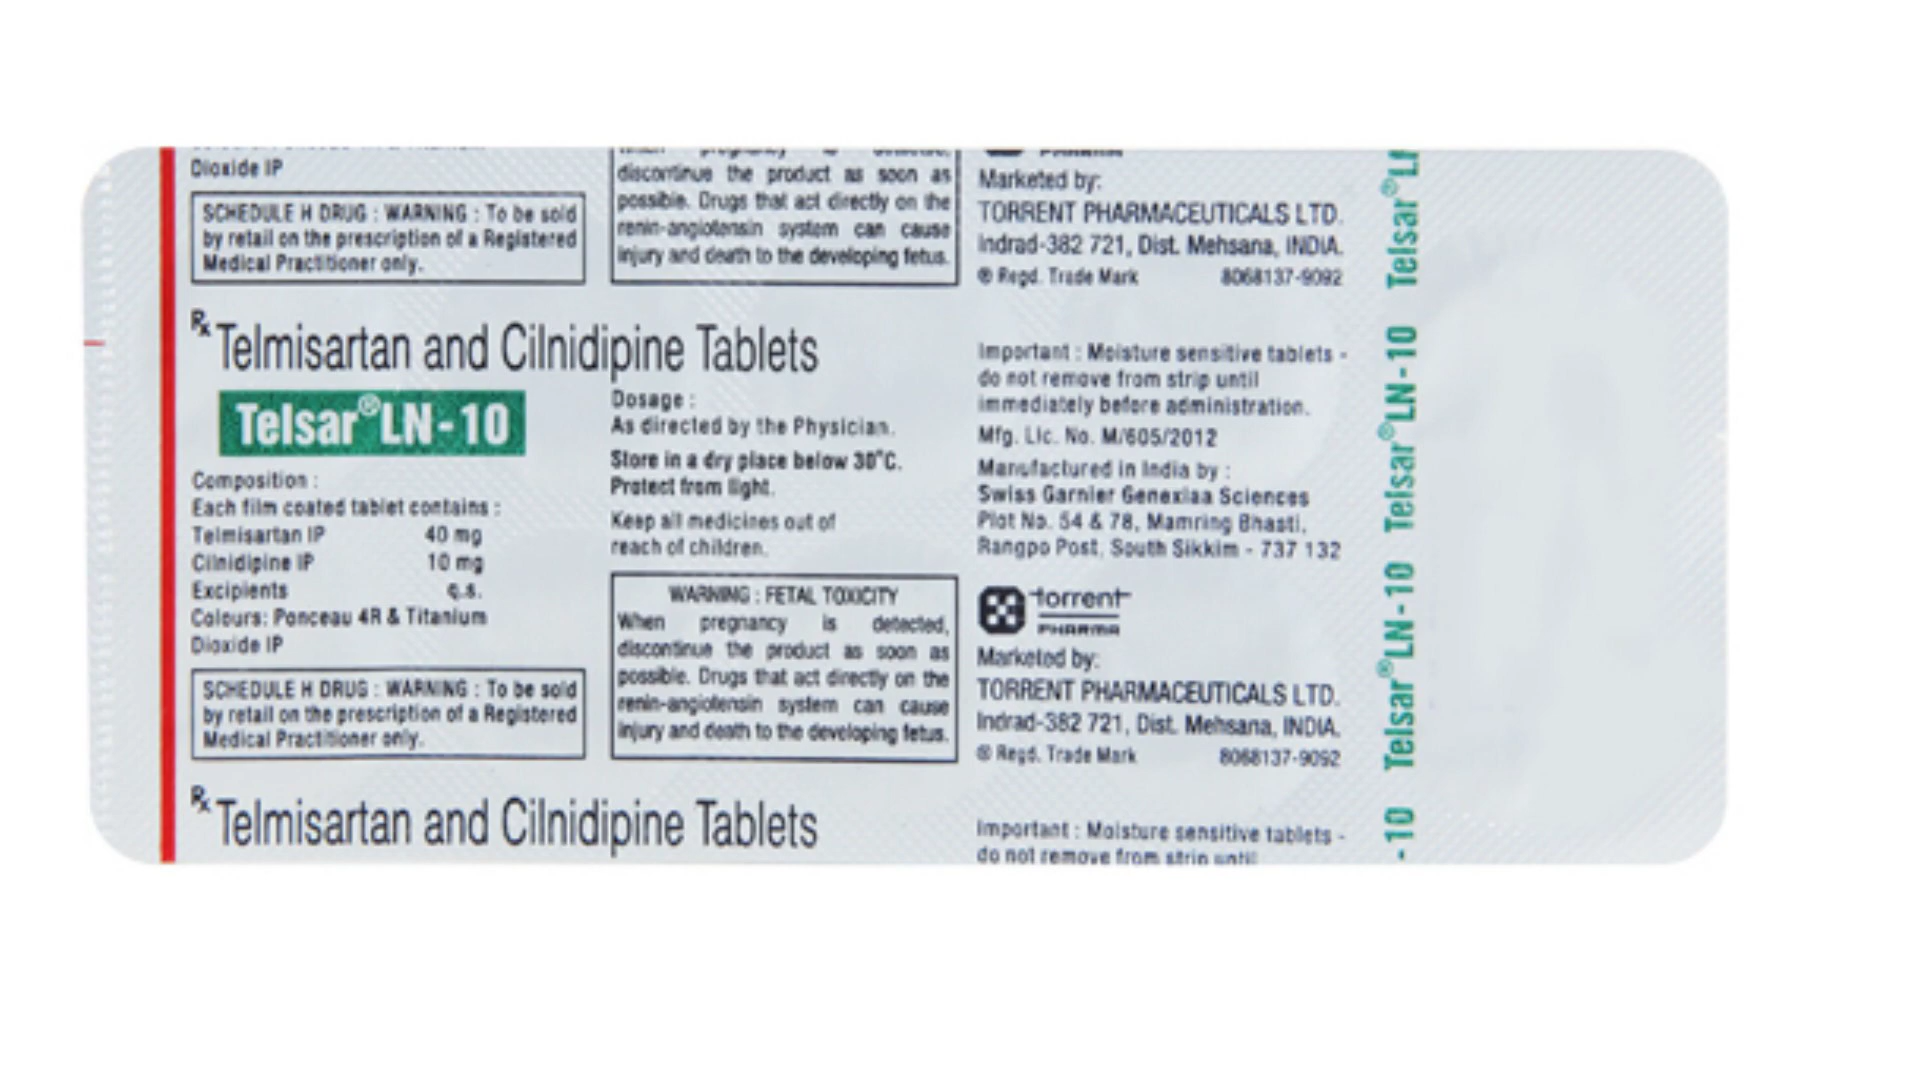 Dioxide IP
SCHEDULE H DRUG : WARNING : To be sold
by retail on the prescription of a Registered
Medical Practitioner only.
discontinue the product as soon as
possible. Drugs that act directly on the
renin-angiotensin system can cause
injury and death to the developing fetus.
Marketed by:
TORRENT PHARMACEUTICALS LTD.
Indrad-382 721, Dist. Mehsana, INDIA.
® Regd. Trade Mark 8068137-9092
Rx Telmisartan and Cilnidipine Tablets
Telsar®LN-10
Composition :
Each film coated tablet contains :
Telmisartan IP 40 mg
Cilnidipine IP 10 mg
Excipients q.s.
Colours: Ponceau 4R & Titanium
Dioxide IP
SCHEDULE H DRUG : WARNING : To be sold
by retail on the prescription of a Registered
Medical Practitioner only.
Dosage :
As directed by the Physician.
Store in a dry place below 30°C.
Protect from light.
Keep all medicines out of
reach of children.
WARNING : FETAL TOXICITY
When pregnancy is detected,
discontinue the product as soon as
possible. Drugs that act directly on the
renin-angiotensin system can cause
injury and death to the developing fetus.
Important : Moisture sensitive tablets -
do not remove from strip until
immediately before administration.
Mfg. Lic. No. M/605/2012
Manufactured in India by :
Swiss Garnier Genexiaa Sciences
Plot No. 54 & 78, Mamring Bhasti,
Rangpo Post, South Sikkim - 737 132
torrent
PHARMA
Marketed by:
TORRENT PHARMACEUTICALS LTD.
Indrad-382 721, Dist. Mehsana, INDIA.
® Regd. Trade Mark 8068137-9092
Rx Telmisartan and Cilnidipine Tablets
Important : Moisture sensitive tablets -
do not remove from strip until
-10 Telsar®LN-10 Telsar®LN-10 Telsar®LN